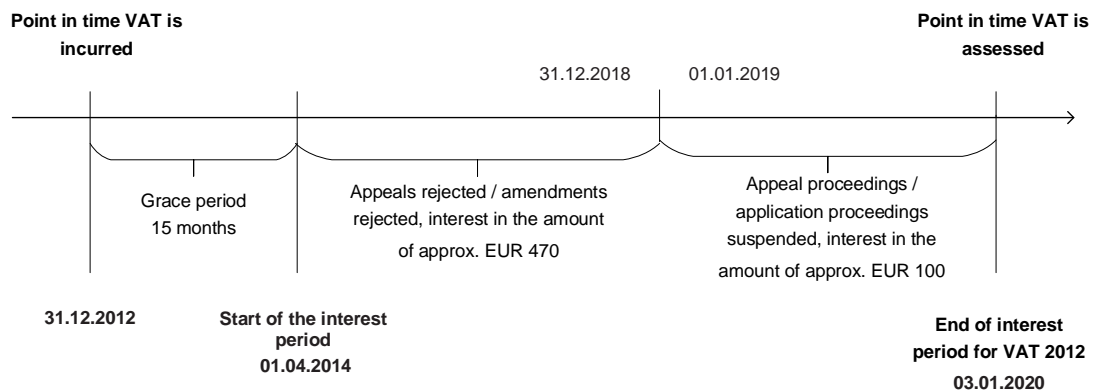 Point in time VAT is
incurred
Point in time VAT is
assessed
31.12.2018
01.01.2019
Grace period
15 months
Appeals rejected / amendments
rejected, interest in the amount
of approx. EUR 470
Appeal proceedings /
application proceedings
suspended, interest in the
amount of approx. EUR 100
31.12.2012
Start of the interest
period
01.04.2014
End of interest
period for VAT 2012
03.01.2020